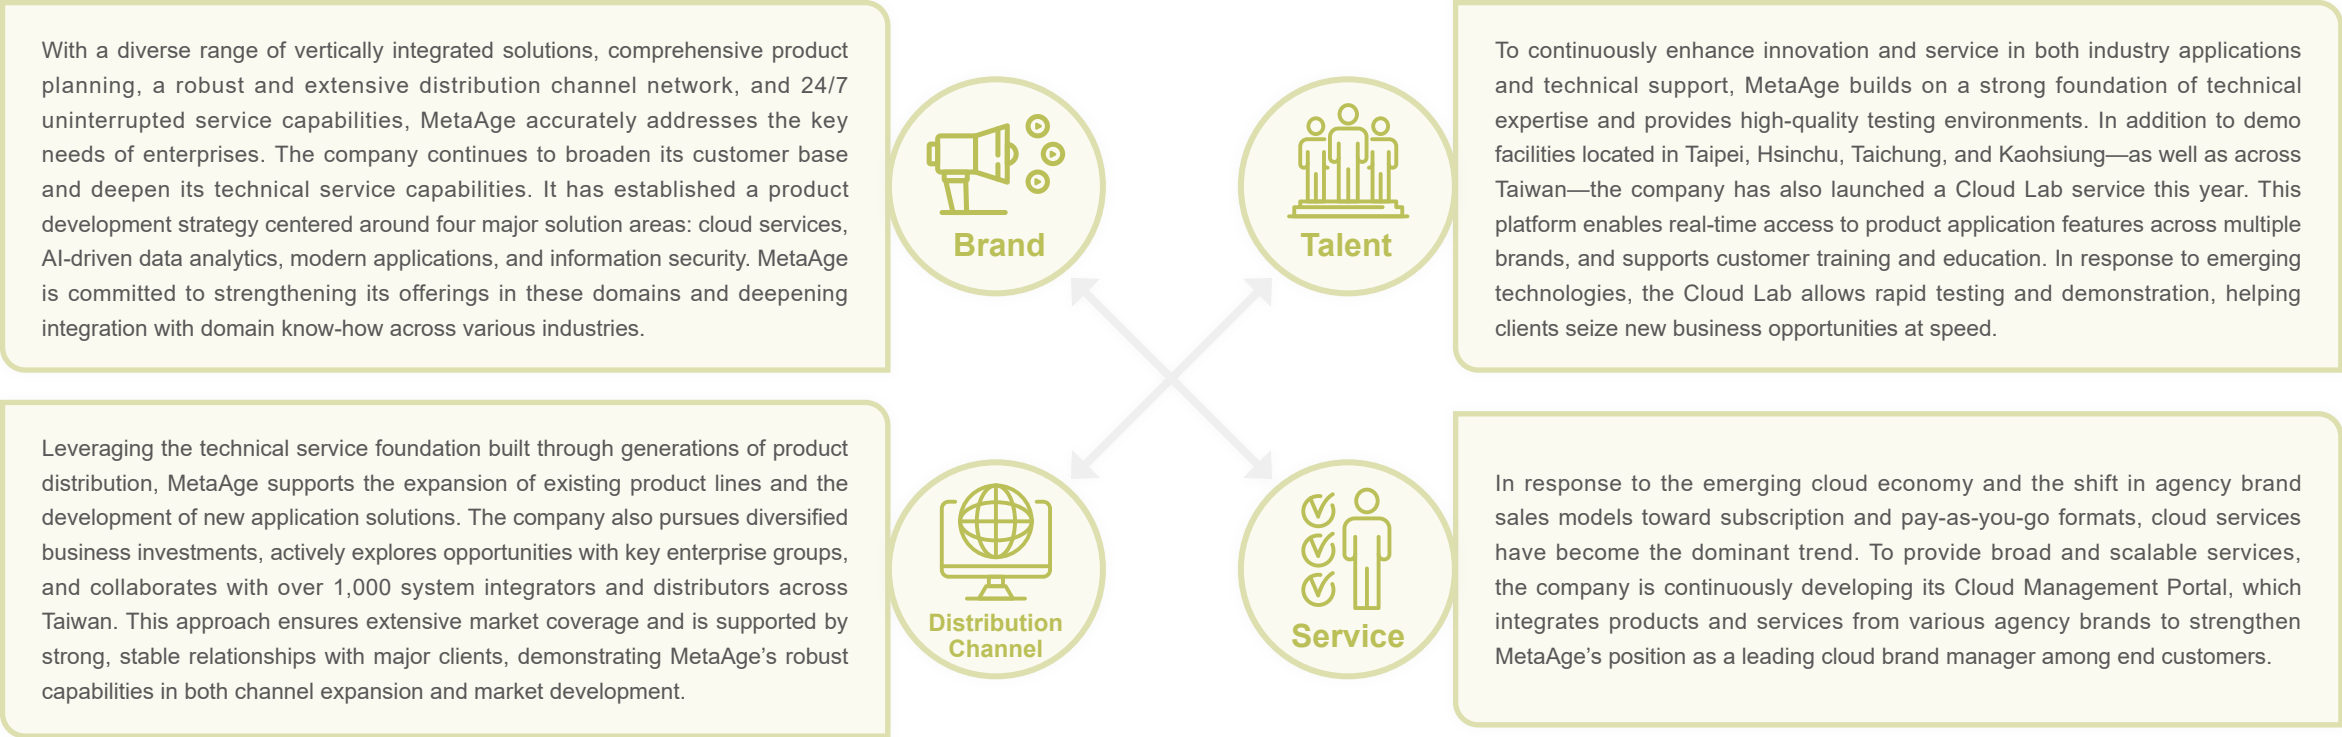 With a diverse range of vertically integrated solutions, comprehensive product
planning, a robust and extensive distribution channel network, and 24/7
uninterrupted service capabilities, MetaAge accurately addresses the key
needs of enterprises. The company continues to broaden its customer base
and deepen its technical service capabilities. It has established a product
development strategy centered around four major solution areas: cloud services,
AI-driven data analytics, modern applications, and information security. MetaAge
is committed to strengthening its offerings in these domains and deepening
integration with domain know-how across various industries.
Brand
Talent
To continuously enhance innovation and service in both industry applications
and technical support, MetaAge builds on a strong foundation of technical
expertise and provides high-quality testing environments. In addition to demo
facilities located in Taipei, Hsinchu, Taichung, and Kaohsiung—as well as across
Taiwan—the company has also launched a Cloud Lab service this year. This
platform enables real-time access to product application features across multiple
brands, and supports customer training and education. In response to emerging
technologies, the Cloud Lab allows rapid testing and demonstration, helping
clients seize new business opportunities at speed.
Leveraging the technical service foundation built through generations of product
distribution, MetaAge supports the expansion of existing product lines and the
development of new application solutions. The company also pursues diversified
business investments, actively explores opportunities with key enterprise groups,
and collaborates with over 1,000 system integrators and distributors across
Taiwan. This approach ensures extensive market coverage and is supported by
strong, stable relationships with major clients, demonstrating MetaAge’s robust
capabilities in both channel expansion and market development.
Distribution
Channel
Service
In response to the emerging cloud economy and the shift in agency brand
sales models toward subscription and pay-as-you-go formats, cloud services
have become the dominant trend. To provide broad and scalable services,
the company is continuously developing its Cloud Management Portal, which
integrates products and services from various agency brands to strengthen
MetaAge’s position as a leading cloud brand manager among end customers.